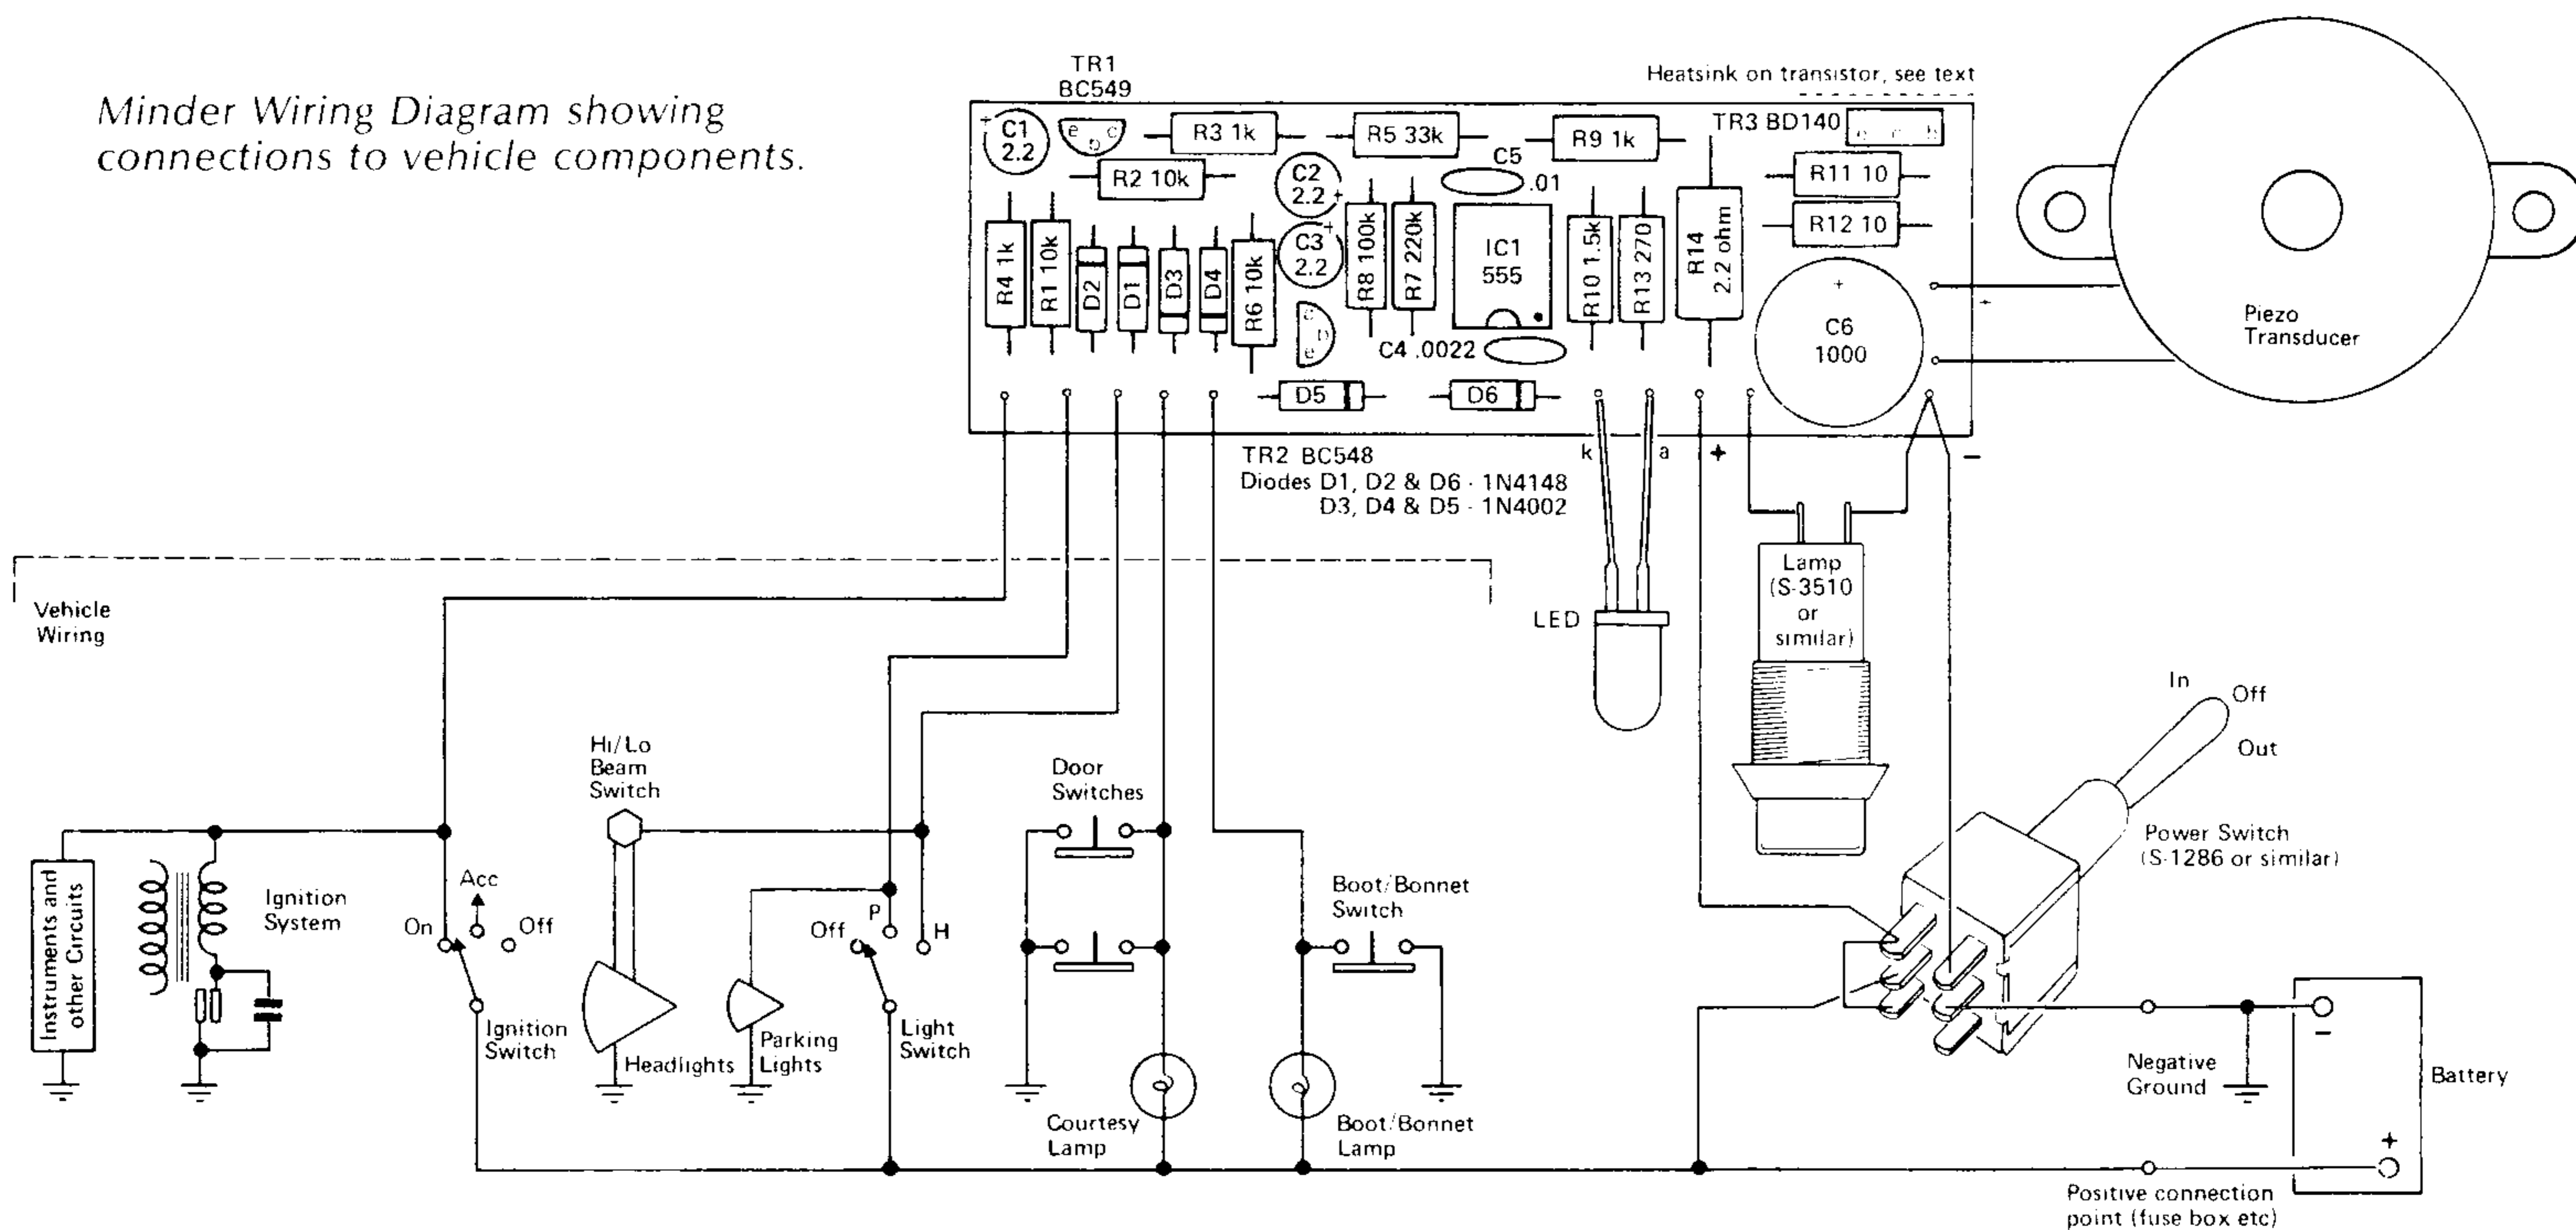 Minder Wiring Diagram showing
connections to vehicle components.
TR1
BC549
Heatsink on transistor, see text
+
C1
2.2
e
b
c
R3 1k
R5 33k
R9 1k
TR3 BD140
R2 10k
C2
2.2
+
C5
.01
R11 10
R12 10
R4 1k
R1 10k
D2
D1
D3
D4
R6 10k
C3
2.2
+
R8 100k
R7 220k
IC1
555
R10 1.5k
R13 270
R14
2.2 ohm
+
C6
1000
+
Piezo
Transducer
b
e
C4 .0022
D5
D6
k
a
+
-
TR2 BC548
Diodes D1, D2 & D6 - 1N4148
D3, D4 & D5 - 1N4002
Vehicle
Wiring
LED
Lamp
(S-3510
or
similar)
In
Off
Out
Power Switch
(S-1286 or similar)
Hi/Lo
Beam
Switch
Door
Switches
Boot/Bonnet
Switch
Instruments and
other Circuits
Ignition
System
Acc
On
Off
Ignition
Switch
Headlights
Parking
Lights
P
Off
H
Light
Switch
Courtesy
Lamp
Boot/Bonnet
Lamp
Negative
Ground
-
Battery
+
Positive connection
point (fuse box etc)